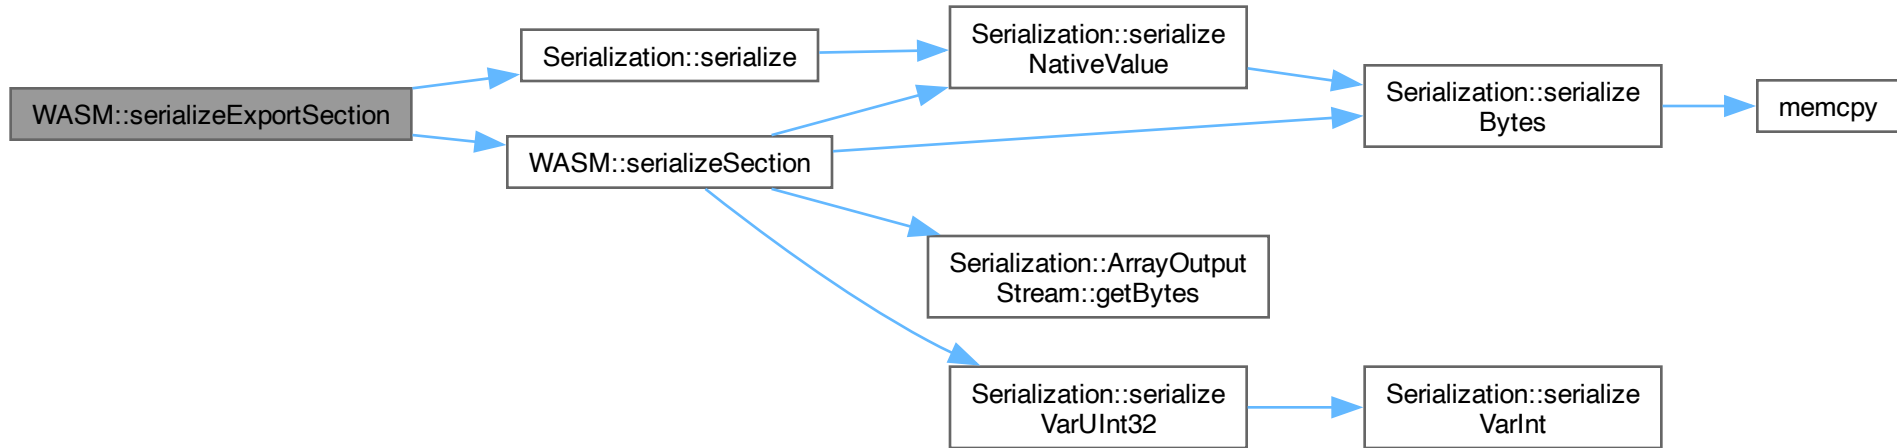 WASM::serializeExportSection
Serialization::serialize
WASM::serializeSection
Serialization::serialize
NativeValue
Serialization::serialize
Bytes
memcpy
Serialization::ArrayOutput
Stream::getBytes
Serialization::serialize
VarUInt32
Serialization::serialize
VarInt